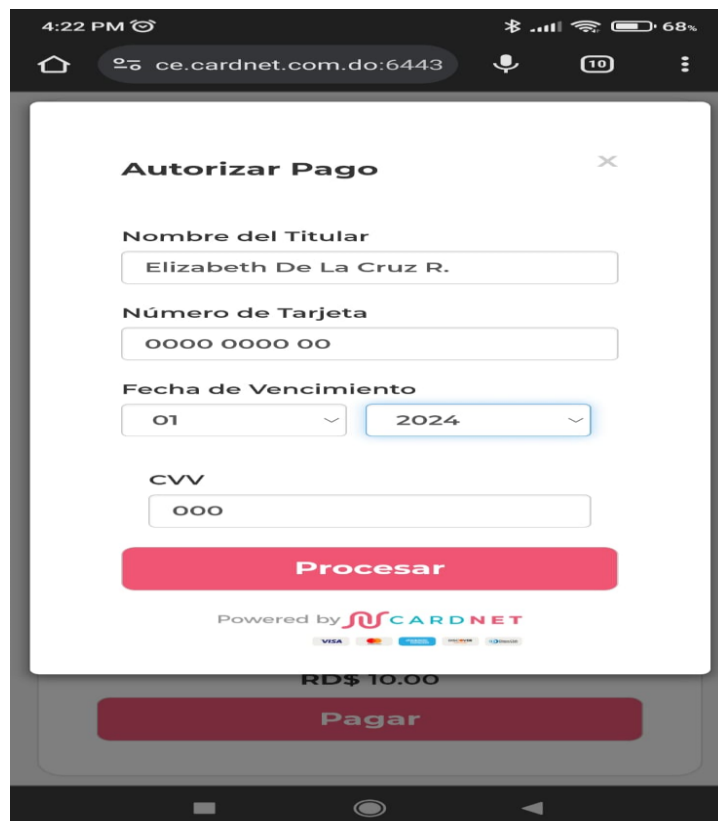 4:22 PM
68%
ce.cardnet.com.do:6443
10
Autorizar Pago
×
Nombre del Titular
Elizabeth De La Cruz R.
Número de Tarjeta
0000 0000 00
Fecha de Vencimiento
01 2024
CVV
000
Procesar
Powered by CARDNET
VISA
RD$ 10.00
Pagar